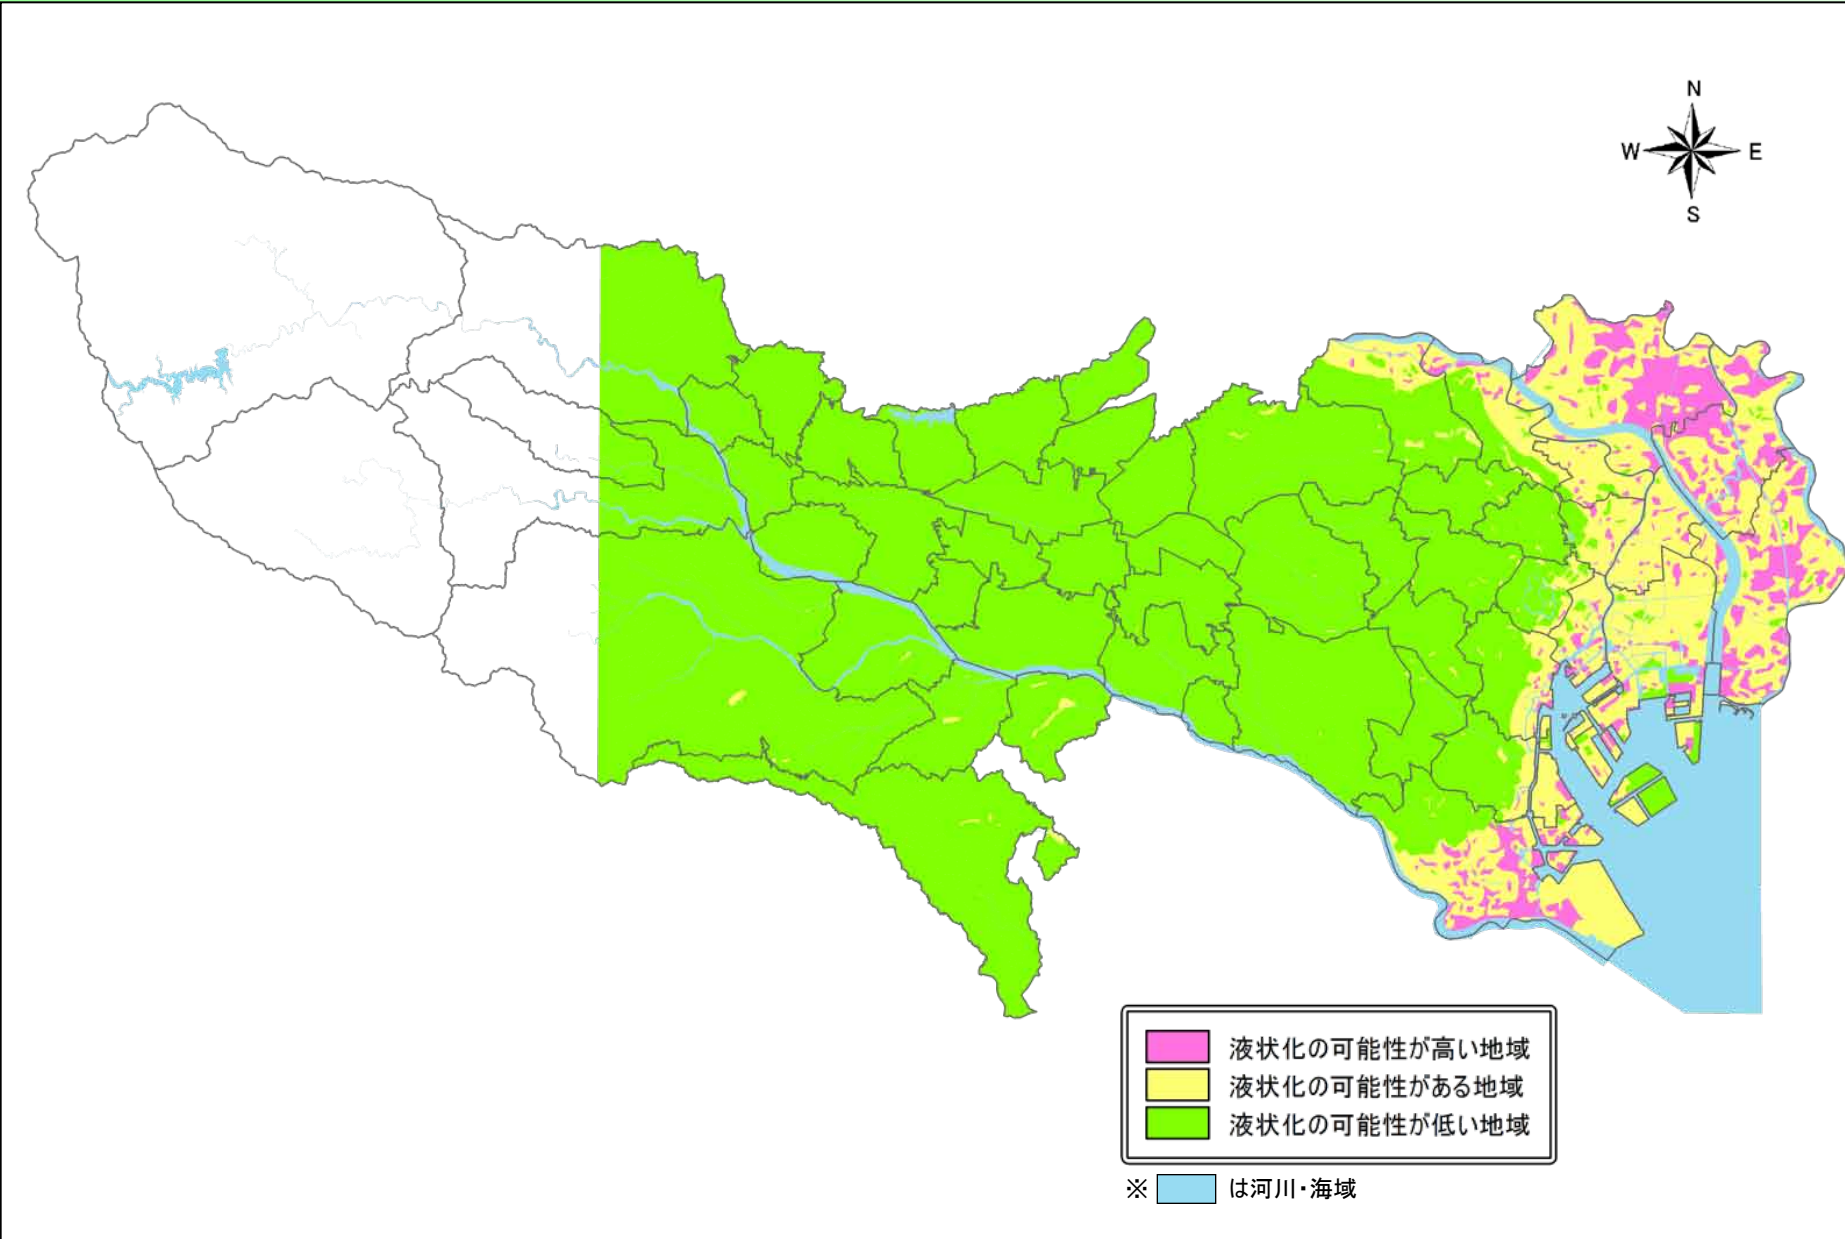 N
W E
S
液状化の可能性が高い地域
液状化の可能性がある地域
液状化の可能性が低い地域
※ は河川・海域